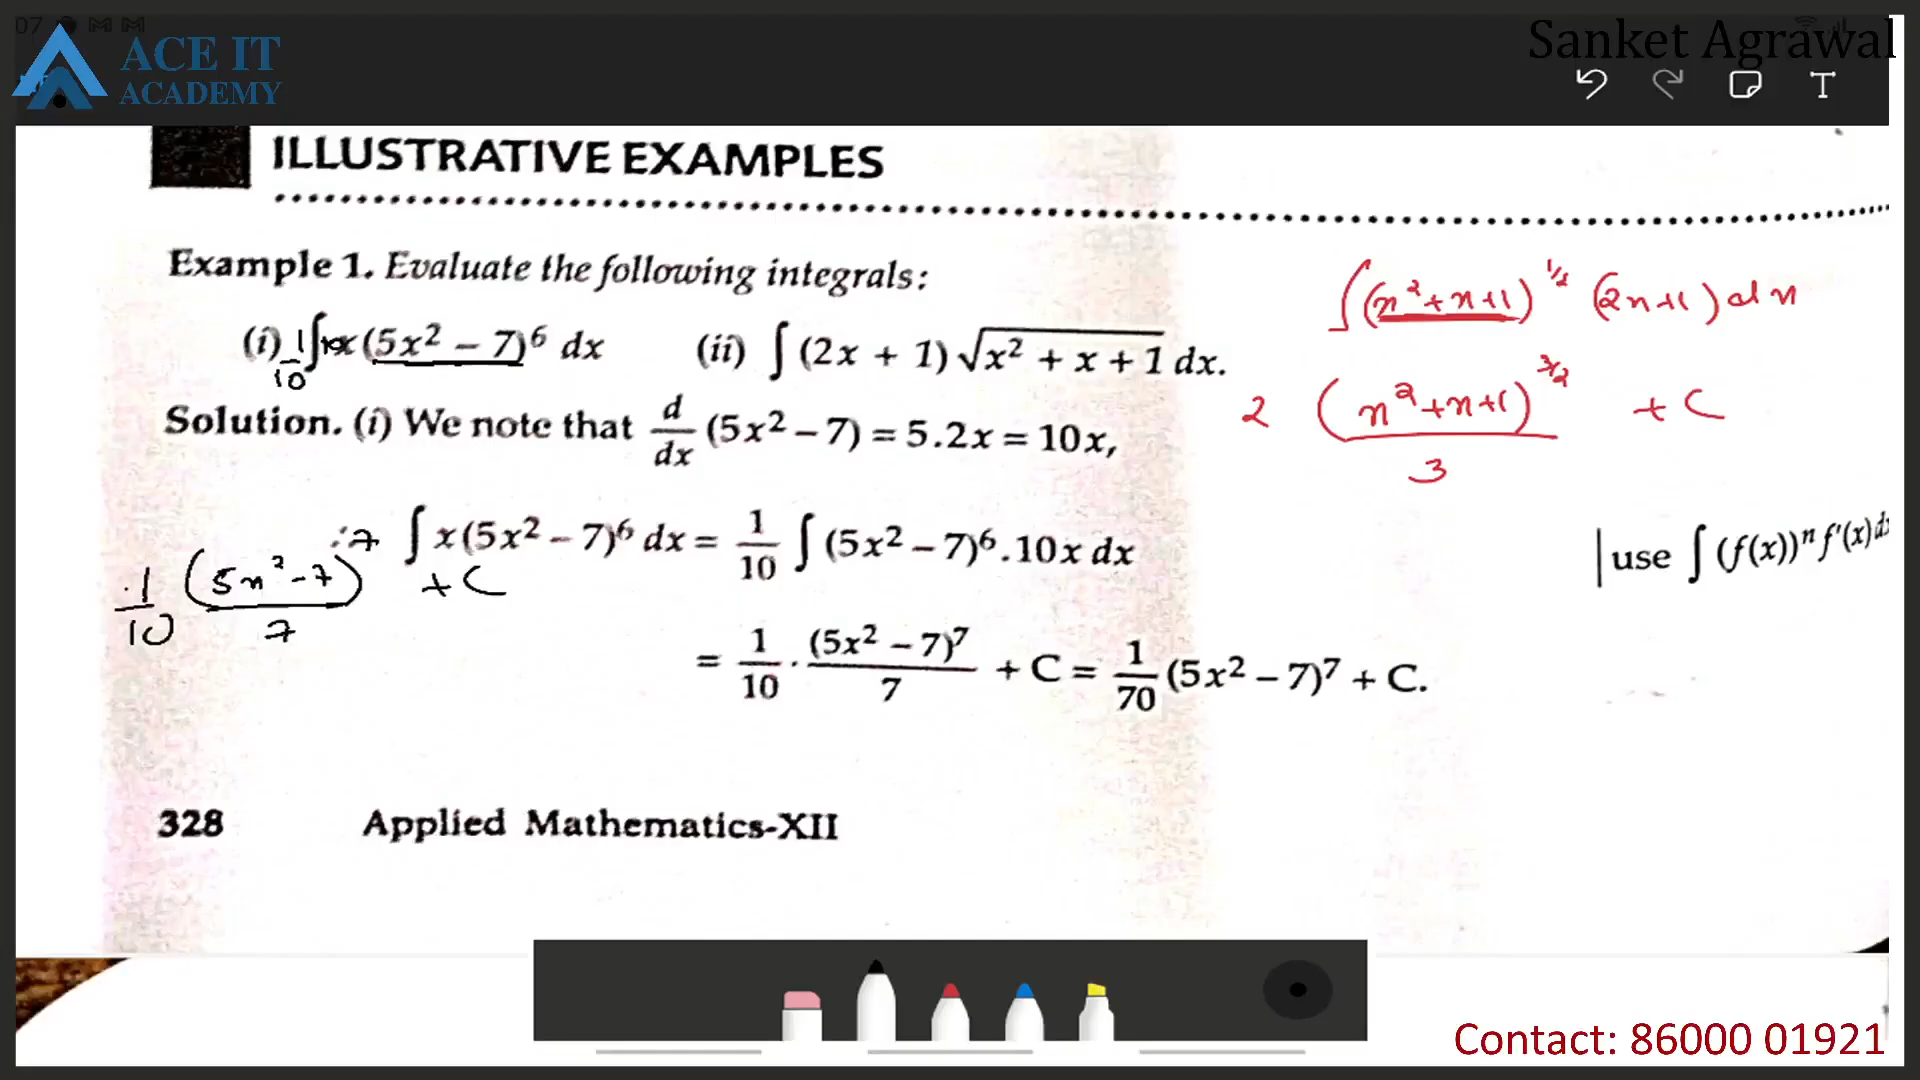 07
ACE IT
ACADEMY
Sanket Agrawal
T
ILLUSTRATIVE EXAMPLES
Example 1. Evaluate the following integrals:
(i) 1/10 ∫ 10x (5x² − 7)⁶ dx (ii) ∫ (2x + 1) √(x² + x + 1) dx.
∫ (x² + x + 1)^1/2 (2x + 1) dx
2 (x² + x + 1)^3/2 / 3 + C
Solution. (i) We note that d/dx (5x² − 7) = 5.2x = 10x,
∫ x(5x² − 7)⁶ dx = 1/10 ∫ (5x² − 7)⁶ . 10x dx
| use ∫ (f(x))ⁿ f′(x) dx
1/10 (5x² − 7)⁷ / 7 + C
= 1/10 · (5x² − 7)⁷ / 7 + C = 1/70 (5x² − 7)⁷ + C.
328 Applied Mathematics-XII
Contact: 86000 01921